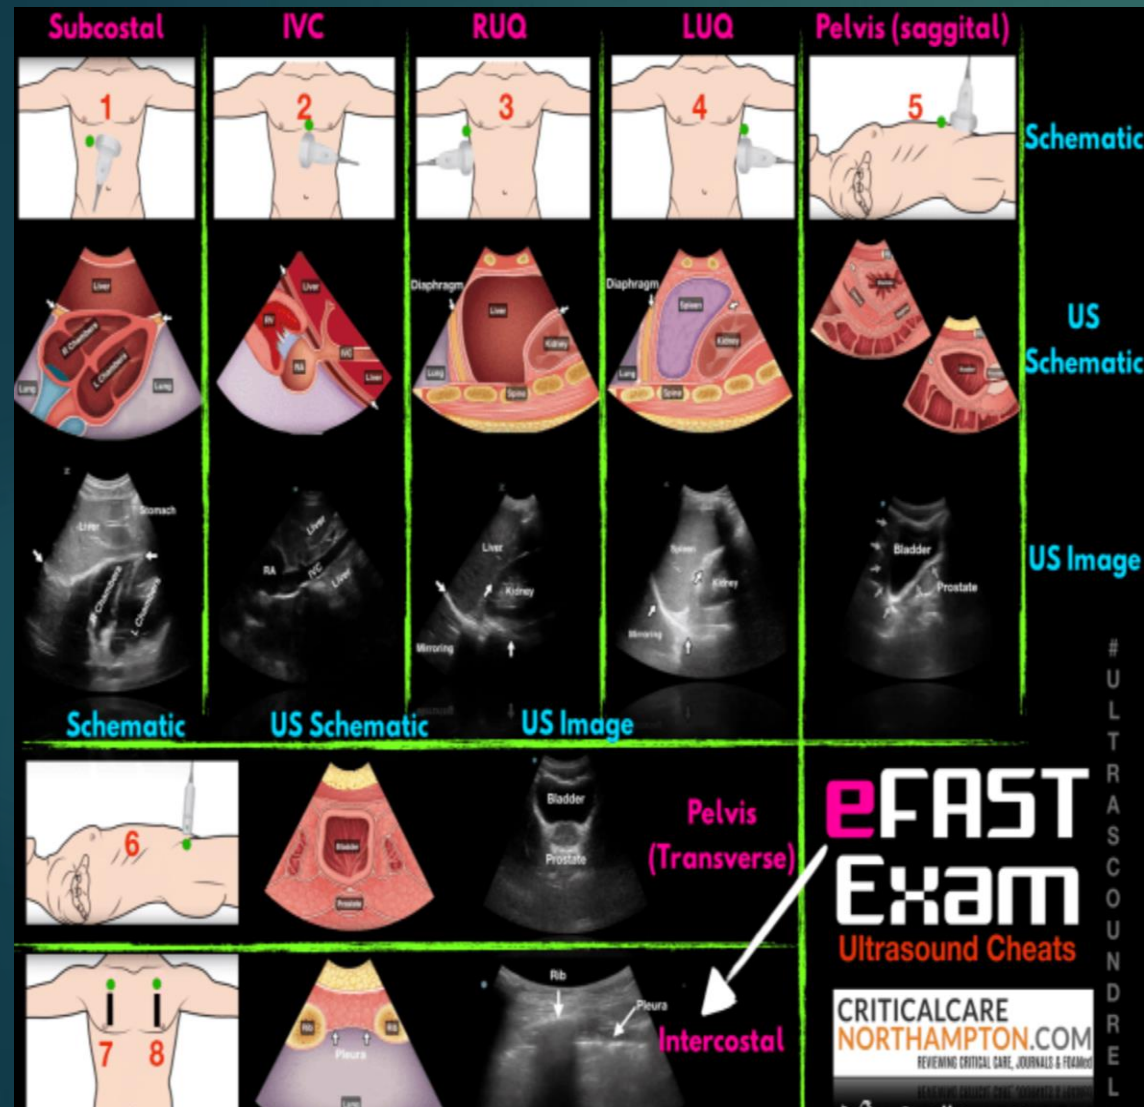 Subcostal
IVC
RUQ
LUQ
Pelvis (saggital)
1
2
3
4
5
Schematic
Liver
R Chambers
L Chambers
Lung
Lung
Liver
RV
RA
IVC
Liver
Diaphragm
Liver
Kidney
Lung
Spine
Diaphragm
Spleen
Kidney
Lung
Spine
Bladder
Bladder
US
Schematic
Liver
Stomach
R Chambers
L Chambers
Liver
RA
IVC
Liver
Liver
Kidney
Mirroring
Spleen
Kidney
Mirroring
Bladder
Prostate
US Image
Schematic
US Schematic
US Image
6
Bladder
Prostate
Bladder
Prostate
Pelvis
(Transverse)
7
8
Rib
Rib
Pleura
Lung
Rib
Pleura
Intercostal
eFAST
Exam
Ultrasound Cheats
CRITICALCARE
NORTHAMPTON.COM
REVIEWING CRITICAL CARE, JOURNALS & FOAMed
#ULTRASCOUNDREL